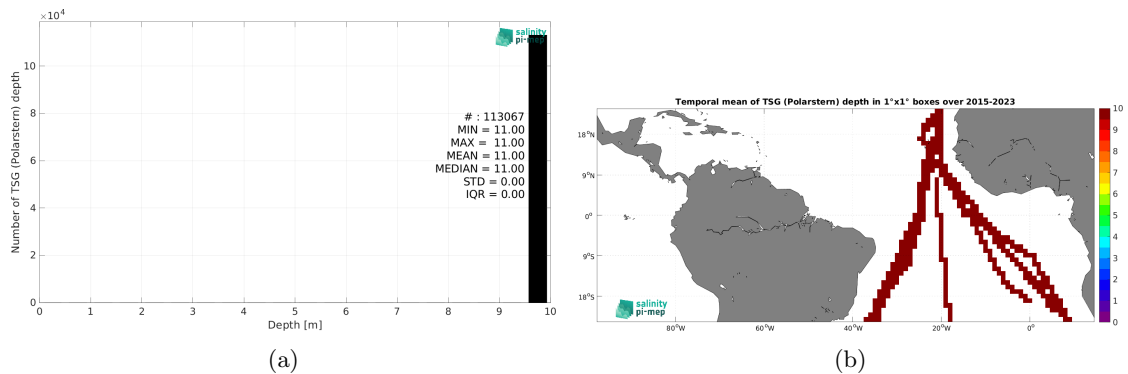 ×10⁴
salinity
pi-mep
Number of TSG (Polarstern) depth
10
8
6
4
2
0
# : 113067
MIN = 11.00
MAX = 11.00
MEAN = 11.00
MEDIAN = 11.00
STD = 0.00
IQR = 0.00
0 1 2 3 4 5 6 7 8 9 10
Depth [m]
(a)
Temporal mean of TSG (Polarstern) depth in 1°x1° boxes over 2015-2023
18°N
9°N
0°
9°S
18°S
salinity
pi-mep
80°W 60°W 40°W 20°W 0°
10
9
8
7
6
5
4
3
2
1
0
(b)